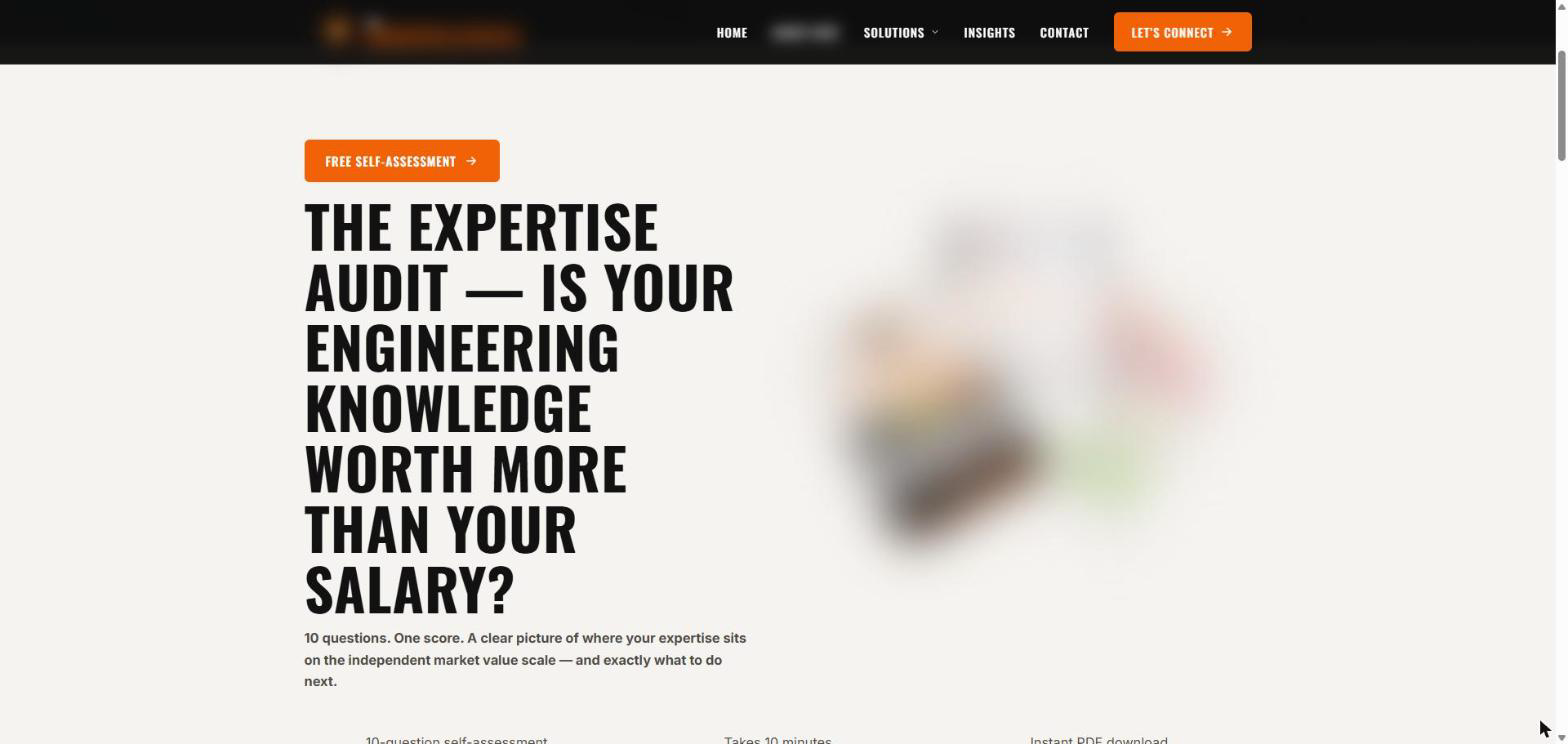 HOME
SOLUTIONS
INSIGHTS
CONTACT
LET'S CONNECT →
FREE SELF-ASSESSMENT →
THE EXPERTISE
AUDIT — IS YOUR
ENGINEERING
KNOWLEDGE
WORTH MORE
THAN YOUR
SALARY?
10 questions. One score. A clear picture of where your expertise sits
on the independent market value scale — and exactly what to do
next.
10-question self-assessment
Takes 10 minutes
Instant PDF download